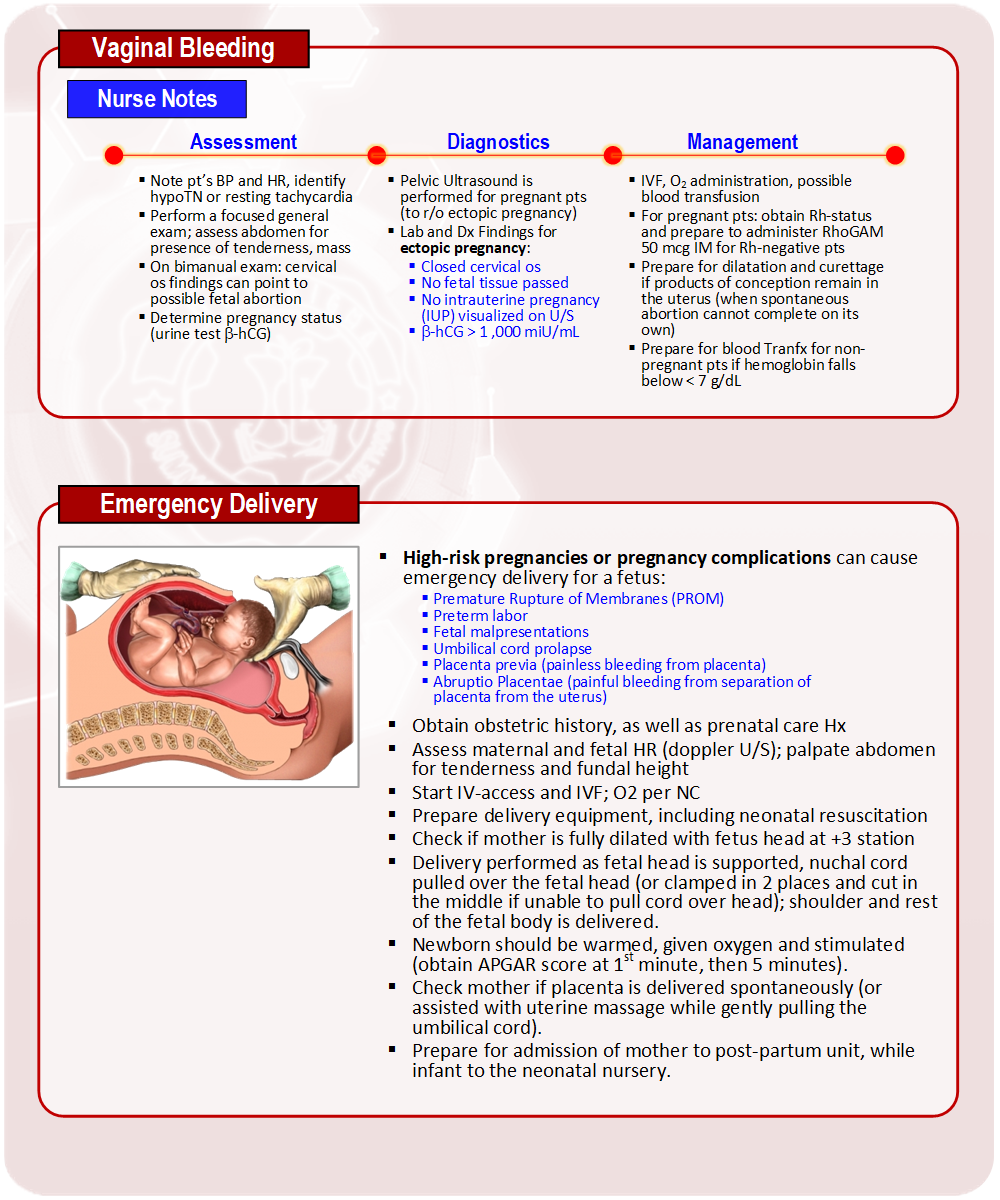 Vaginal Bleeding
Nurse Notes
Assessment
▪ Note pt's BP and HR, identify
hypoTN or resting tachycardia
▪ Perform a focused general
exam; assess abdomen for
presence of tenderness, mass
▪ On bimanual exam: cervical
os findings can point to
possible fetal abortion
▪ Determine pregnancy status
(urine test β-hCG)
Diagnostics
▪ Pelvic Ultrasound is
performed for pregnant pts
(to r/o ectopic pregnancy)
▪ Lab and Dx Findings for
ectopic pregnancy:
▪ Closed cervical os
▪ No fetal tissue passed
▪ No intrauterine pregnancy
(IUP) visualized on U/S
▪ β-hCG > 1,000 miU/mL
Management
▪ IVF, O₂ administration, possible
blood transfusion
▪ For pregnant pts: obtain Rh-status
and prepare to administer RhoGAM
50 mcg IM for Rh-negative pts
▪ Prepare for dilatation and curettage
if products of conception remain in
the uterus (when spontaneous
abortion cannot complete on its
own)
▪ Prepare for blood Tranfx for non-
pregnant pts if hemoglobin falls
below < 7 g/dL
Emergency Delivery
▪ High-risk pregnancies or pregnancy complications can cause
emergency delivery for a fetus:
▪ Premature Rupture of Membranes (PROM)
▪ Preterm labor
▪ Fetal malpresentations
▪ Umbilical cord prolapse
▪ Placenta previa (painless bleeding from placenta)
▪ Abruptio Placentae (painful bleeding from separation of
placenta from the uterus)
▪ Obtain obstetric history, as well as prenatal care Hx
▪ Assess maternal and fetal HR (doppler U/S); palpate abdomen
for tenderness and fundal height
▪ Start IV-access and IVF; O2 per NC
▪ Prepare delivery equipment, including neonatal resuscitation
▪ Check if mother is fully dilated with fetus head at +3 station
▪ Delivery performed as fetal head is supported, nuchal cord
pulled over the fetal head (or clamped in 2 places and cut in
the middle if unable to pull cord over head); shoulder and rest
of the fetal body is delivered.
▪ Newborn should be warmed, given oxygen and stimulated
(obtain APGAR score at 1st minute, then 5 minutes).
▪ Check mother if placenta is delivered spontaneously (or
assisted with uterine massage while gently pulling the
umbilical cord).
▪ Prepare for admission of mother to post-partum unit, while
infant to the neonatal nursery.